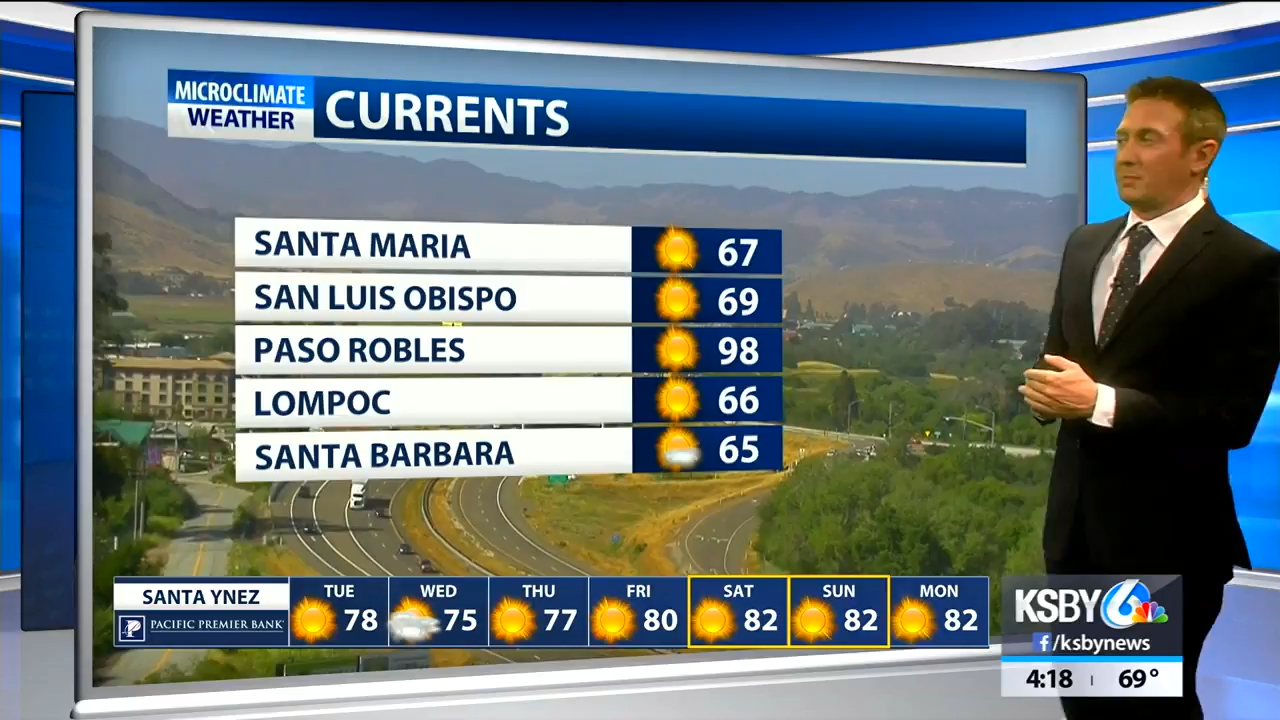 MICROCLIMATE
WEATHER
CURRENTS
SANTA MARIA 67
SAN LUIS OBISPO 69
PASO ROBLES 98
LOMPOC 66
SANTA BARBARA 65
SANTA YNEZ
PACIFIC PREMIER BANK
TUE WED THU FRI SAT SUN MON
78 75 77 80 82 82 82
KSBY6
f/ksbynews
4:18 69°